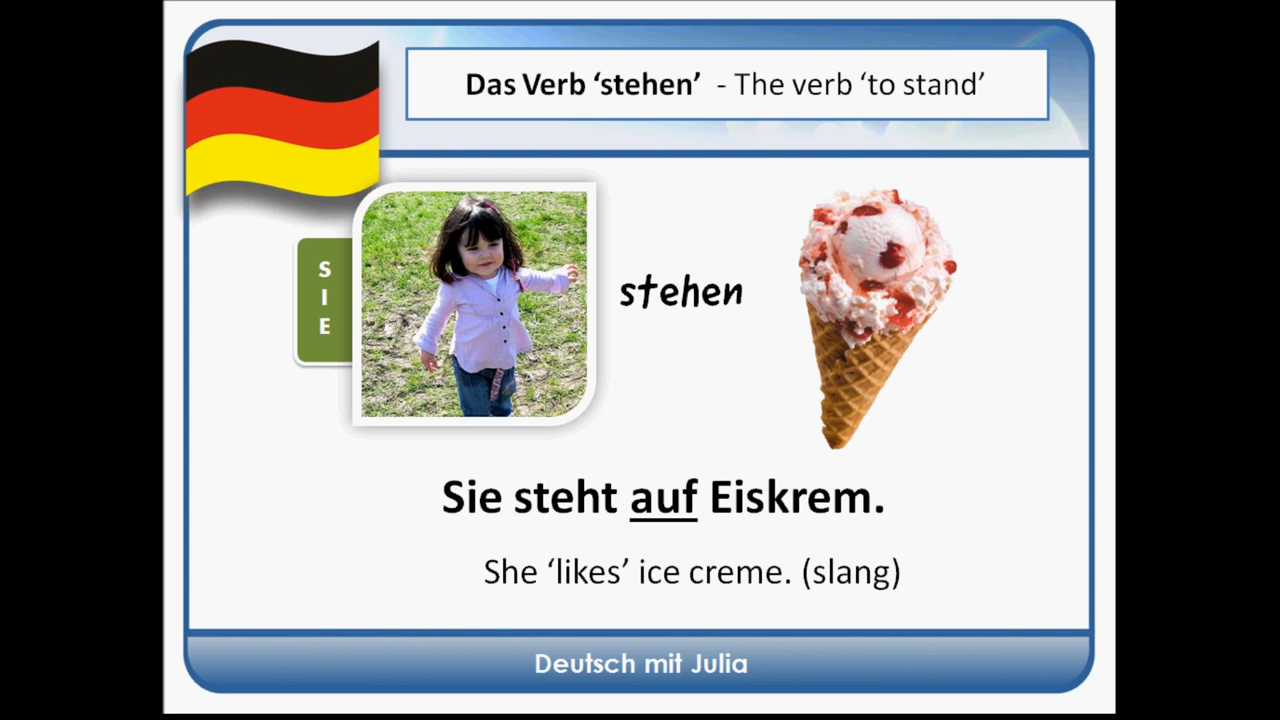 Das Verb ‘stehen’ - The verb ‘to stand’
S
I
E
stehen
Sie steht auf Eiskrem.
She ‘likes’ ice creme. (slang)
Deutsch mit Julia